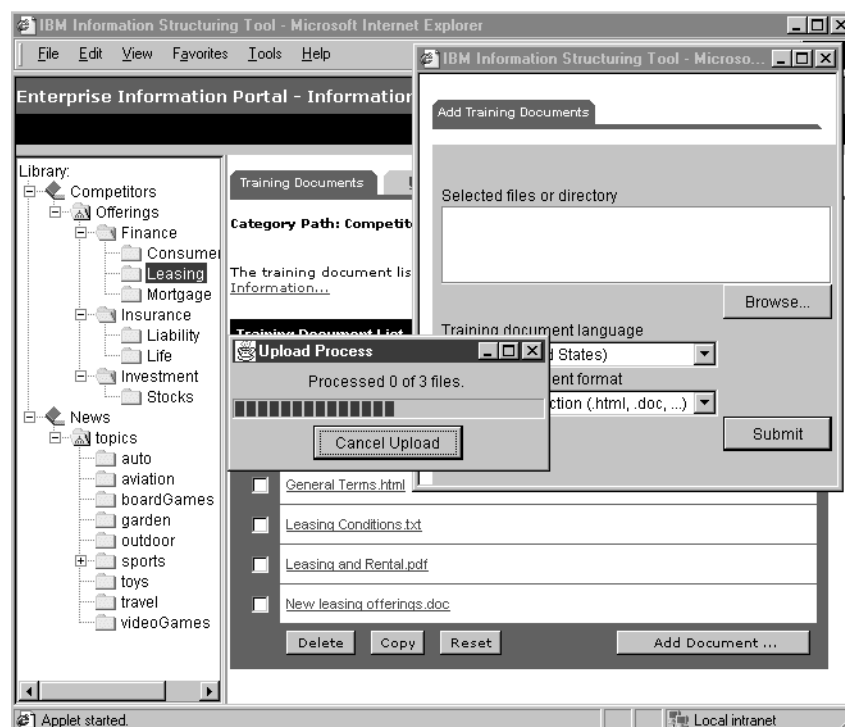 IBM Information Structuring Tool - Microsoft Internet Explorer
File Edit View Favorites Tools Help
Enterprise Information Portal - Information
Library:
Competitors
Offerings
Finance
Consumer
Leasing
Mortgage
Insurance
Liability
Life
Investment
Stocks
News
topics
auto
aviation
boardGames
garden
outdoor
sports
toys
travel
videoGames
Training Documents
Category Path: Competit
The training document lis
Information...
Training Document List
General Terms.html
Leasing Conditions.txt
Leasing and Rental.pdf
New leasing offerings.doc
Delete Copy Reset Add Document ...
IBM Information Structuring Tool - Microso...
Add Training Documents
Selected files or directory
Browse...
Training document language
d States)
ent format
ction (.html, .doc, ...)
Submit
Upload Process
Processed 0 of 3 files.
Cancel Upload
Applet started.
Local intranet